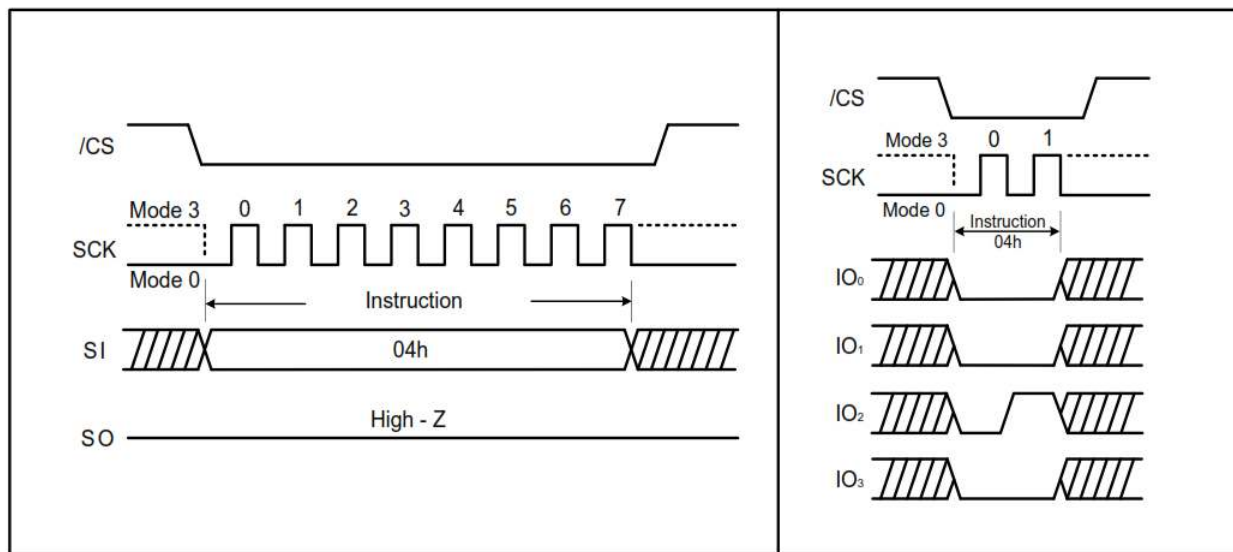 /CS
Mode 3 0 1 2 3 4 5 6 7
SCK
Mode 0
Instruction
SI 04h
High - Z
SO
/CS
Mode 3 0 1
SCK
Mode 0
Instruction
04h
IO₀
IO₁
IO₂
IO₃